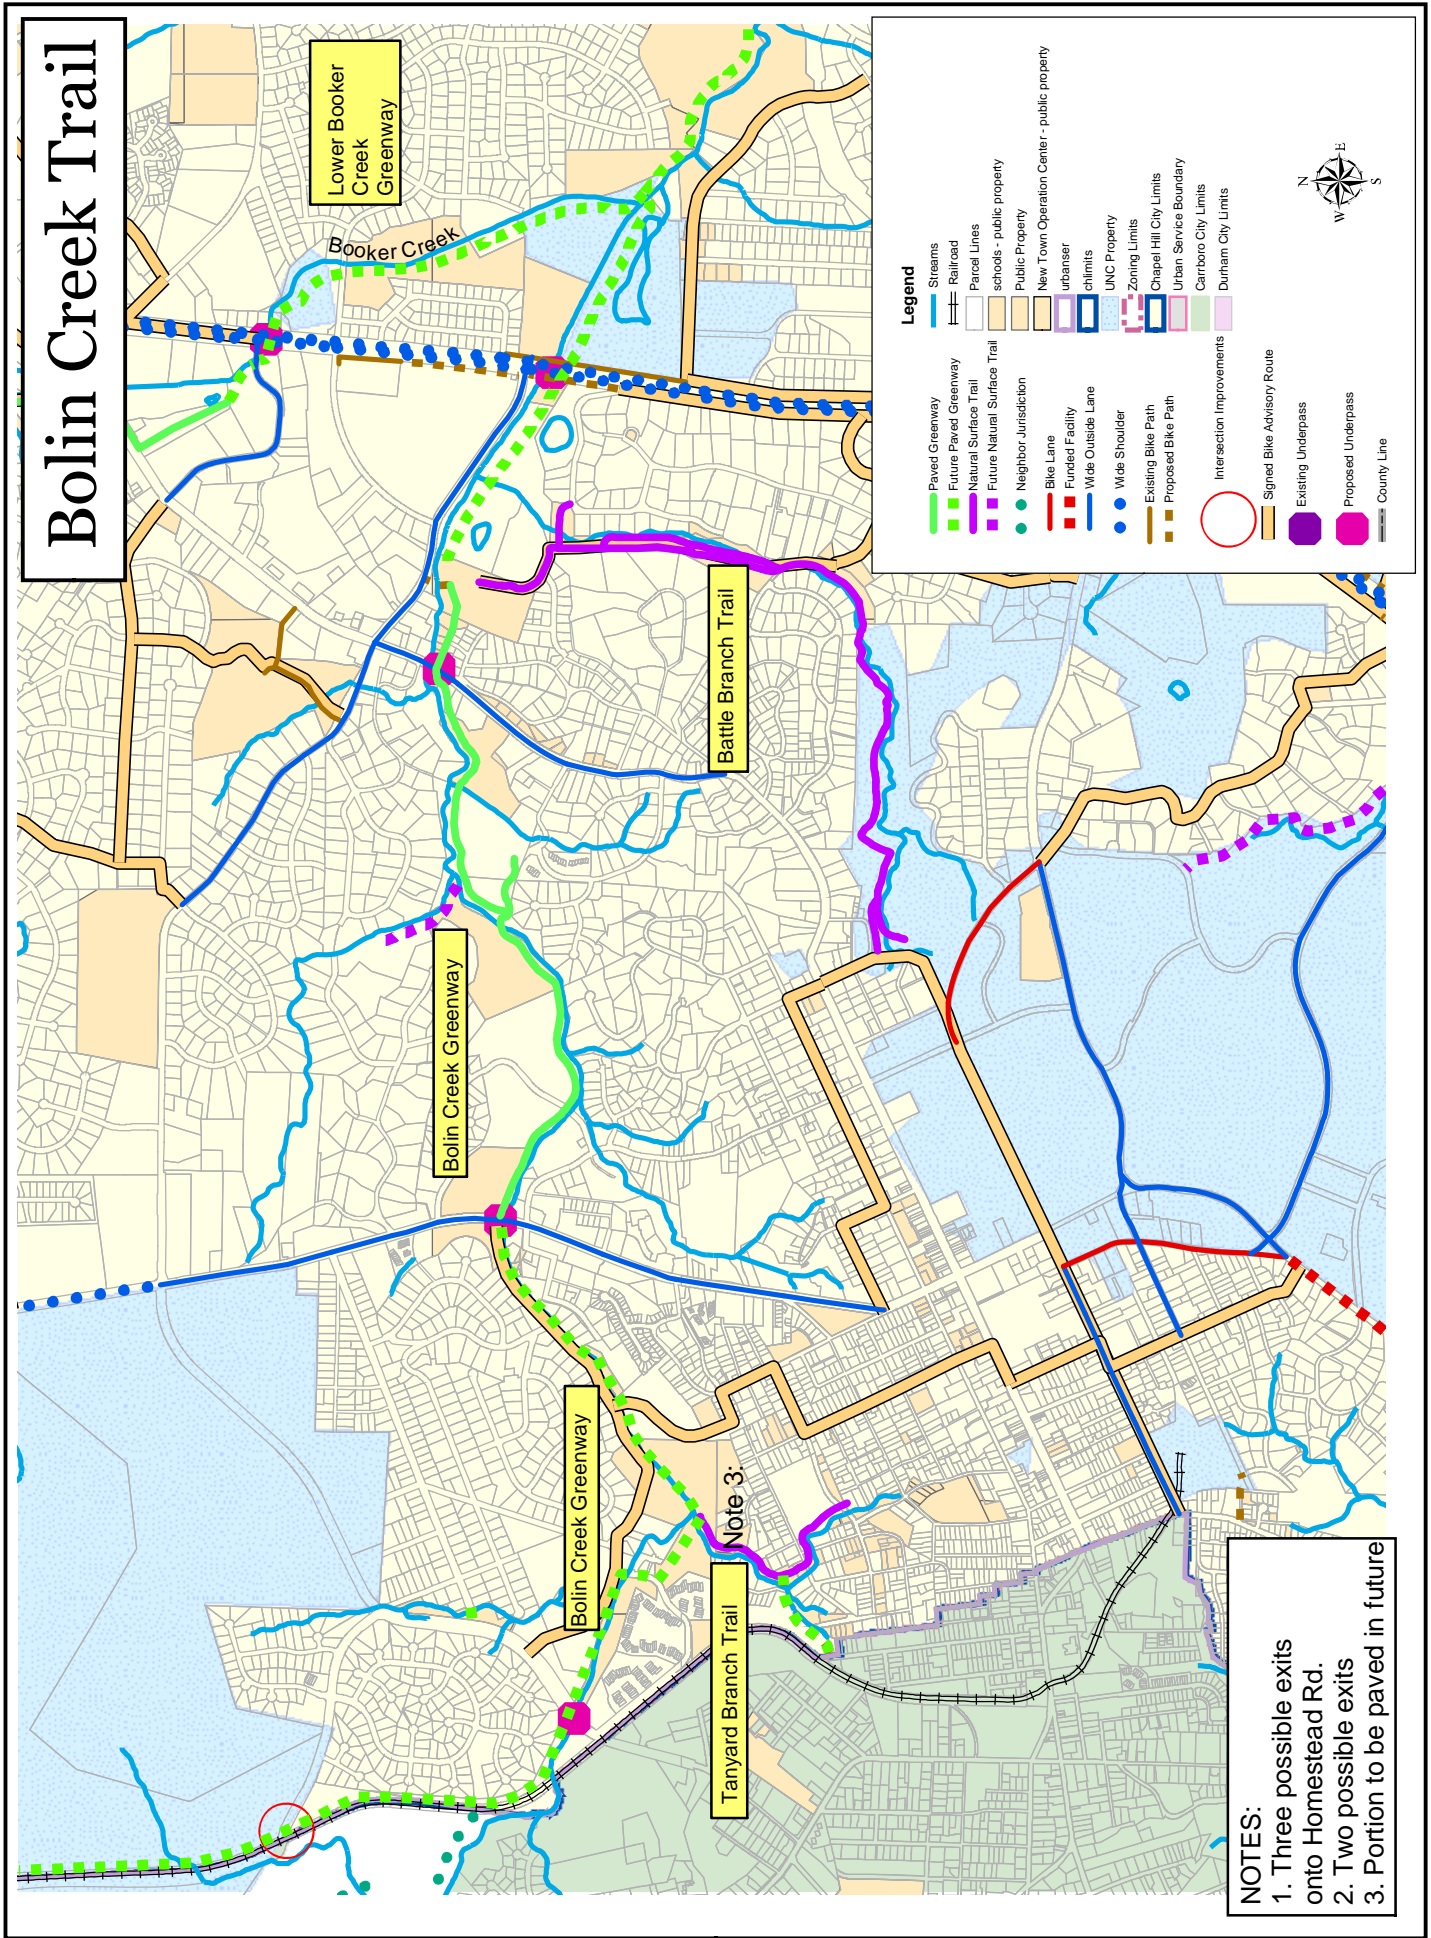 Bolin Creek Trail
Lower Booker
Creek
Greenway
Booker Creek
Battle Branch Trail
Bolin Creek Greenway
Bolin Creek Greenway
Note 3:
Tanyard Branch Trail
NOTES:
1. Three possible exits
onto Homestead Rd.
2. Two possible exits
3. Portion to be paved in future
Legend
Paved Greenway
Future Paved Greenway
Natural Surface Trail
Future Natural Surface Trail
Neighbor Jurisdiction
Bike Lane
Funded Facility
Wide Outside Lane
Wide Shoulder
Existing Bike Path
Proposed Bike Path
Intersection Improvements
Signed Bike Advisory Route
Existing Underpass
Proposed Underpass
County Line
Streams
Railroad
Parcel Lines
schools - public property
Public Property
New Town Operation Center - public property
urbanser
chlimits
UNC Property
Zoning Limits
Chapel Hill City Limits
Urban Service Boundary
Carrboro City Limits
Durham City Limits
N
W
E
S